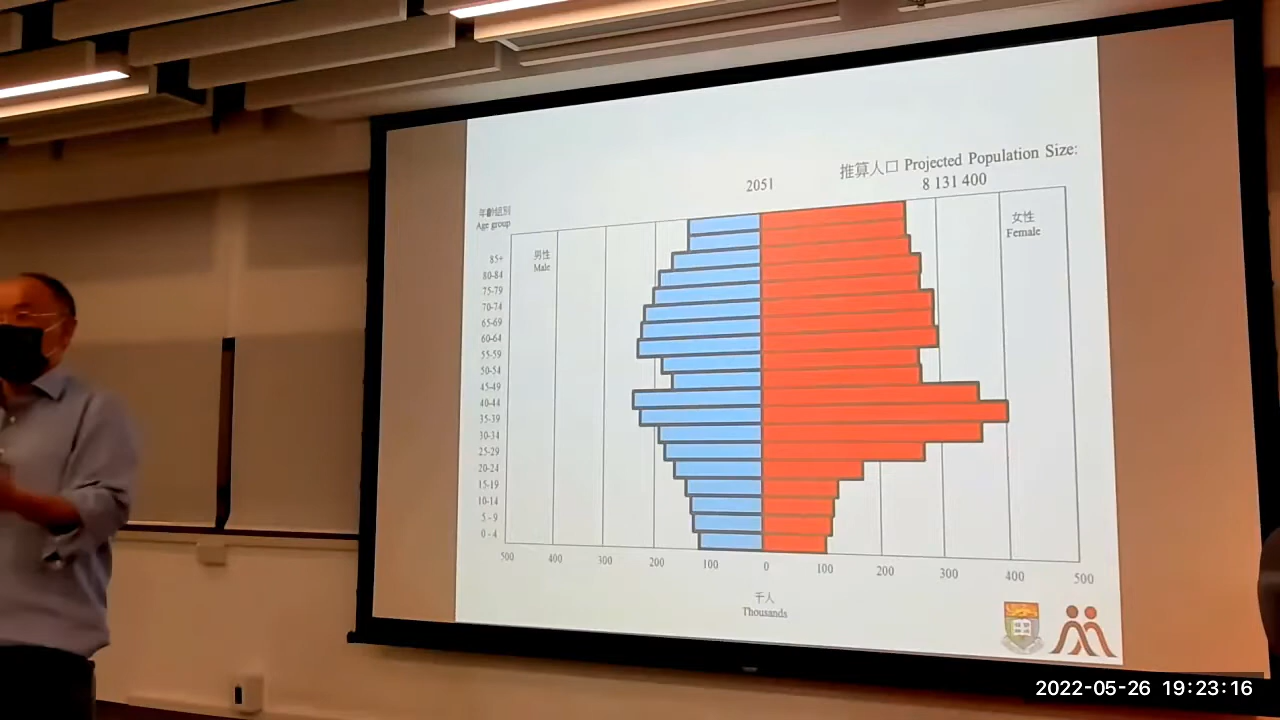 推算人口 Projected Population Size:
2051
8 131 400
年齡組別
Age group
男性
Male
女性
Female
85+
80-84
75-79
70-74
65-69
60-64
55-59
50-54
45-49
40-44
35-39
30-34
25-29
20-24
15-19
10-14
5 - 9
0 - 4
500 400 300 200 100 0 100 200 300 400 500
千人
Thousands
2022-05-26 19:23:16